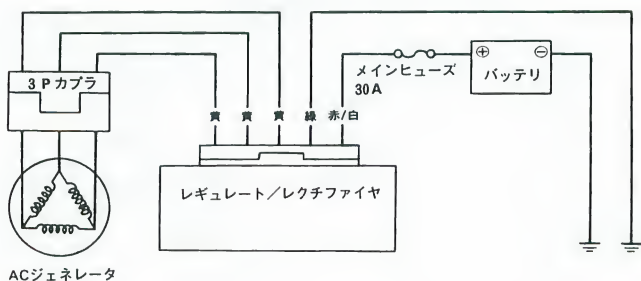 3Pカプラ
メインヒューズ
30A
⊕ ⊖
バッテリ
黄 黄 黄 緑 赤/白
レギュレート/レクチファイヤ
ACジェネレータ